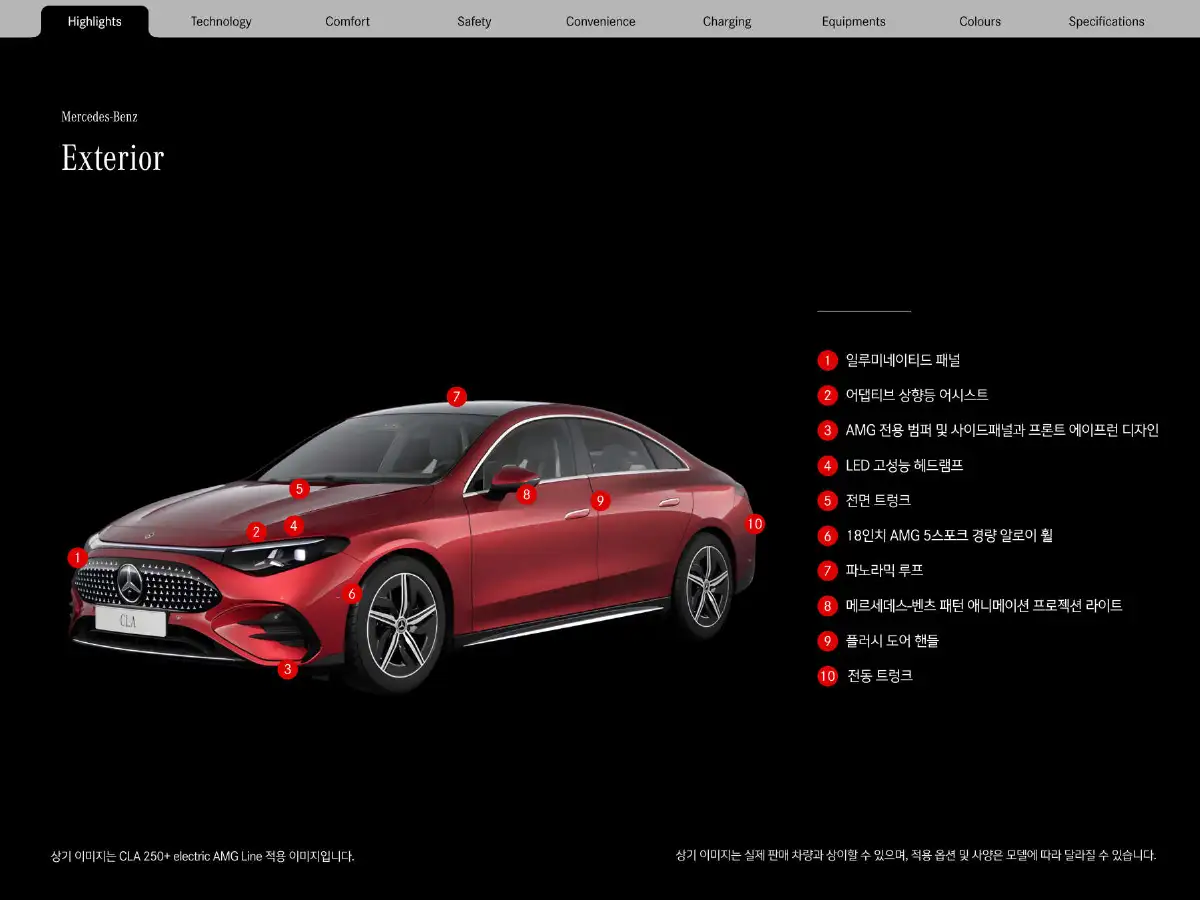 Highlights
Technology
Comfort
Safety
Convenience
Charging
Equipments
Colours
Specifications
Mercedes-Benz
Exterior
1 일루미네이티드 패널
2 어댑티브 상향등 어시스트
3 AMG 전용 범퍼 및 사이드패널과 프론트 에이프런 디자인
4 LED 고성능 헤드램프
5 전면 트렁크
6 18인치 AMG 5스포크 경량 알로이 휠
7 파노라믹 루프
8 메르세데스-벤츠 패턴 애니메이션 프로젝션 라이트
9 플러시 도어 핸들
10 전동 트렁크
7
5
8
9
10
2
4
1
6
CLA
3
상기 이미지는 CLA 250+ electric AMG Line 적용 이미지입니다.
상기 이미지는 실제 판매 차량과 상이할 수 있으며, 적용 옵션 및 사양은 모델에 따라 달라질 수 있습니다.